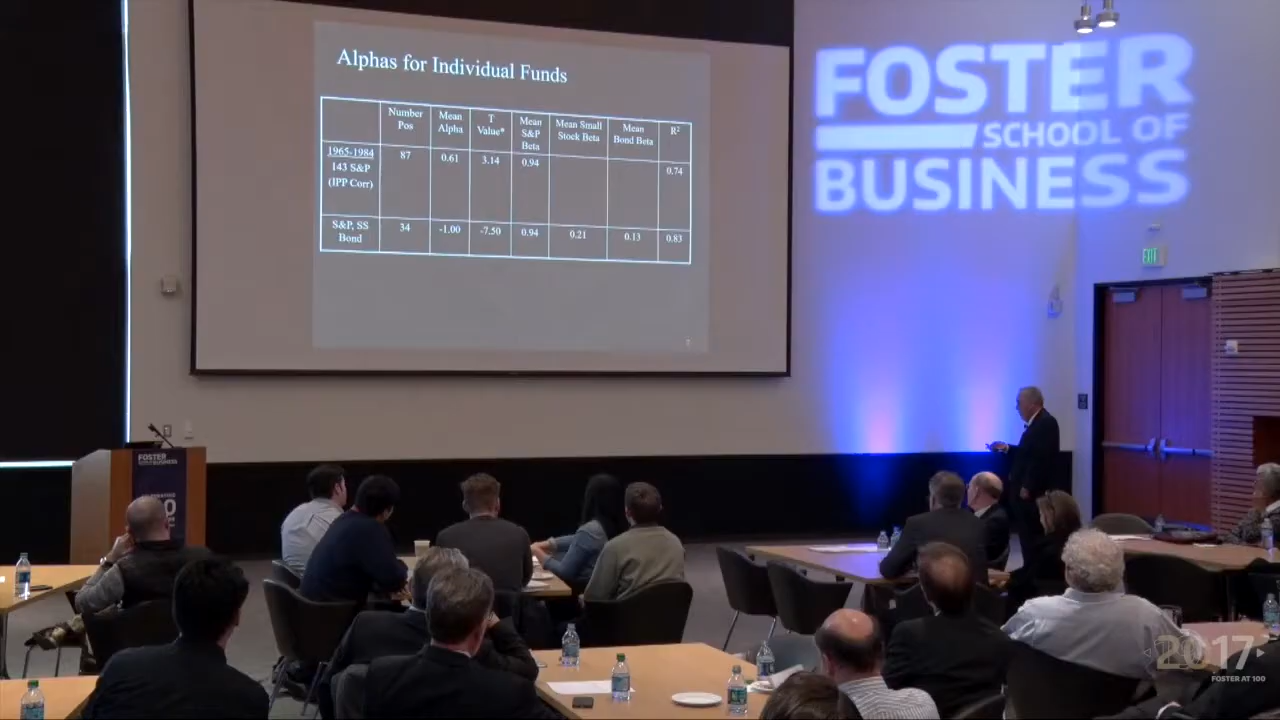 Alphas for Individual Funds
Number Pos
Mean Alpha
T Value*
Mean S&P Beta
Mean Small Stock Beta
Mean Bond Beta
R²
1965-1984
143 S&P
(IPP Corr)
87
0.61
3.14
0.94
0.74
S&P, SS
Bond
34
-1.00
-7.50
0.94
0.21
0.13
0.83
FOSTER
SCHOOL OF
BUSINESS
EXIT
FOSTER
BUSINESS
2017
FOSTER AT 100